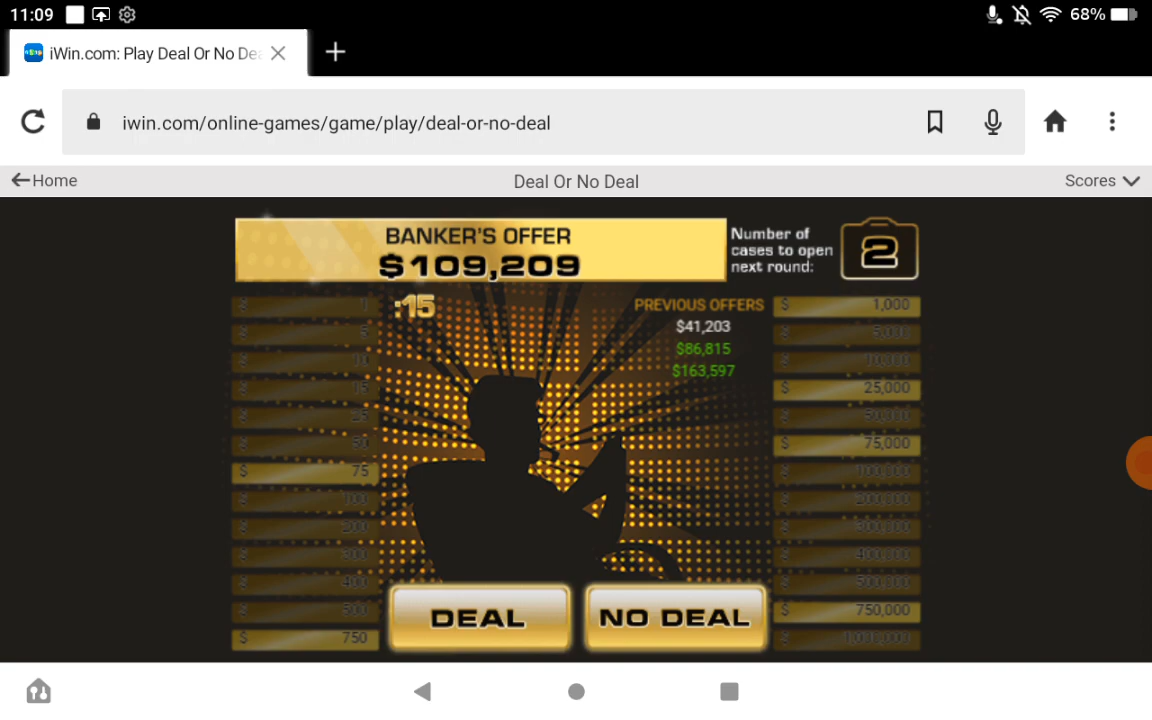 11:09
68%
iWin.com: Play Deal Or No Dea
iwin.com/online-games/game/play/deal-or-no-deal
Home
Deal Or No Deal
Scores
BANKER'S OFFER
$109,209
Number of
cases to open
next round:
2
:15
PREVIOUS OFFERS
$41,203
$86,815
$163,597
$ 1
$ 5
$ 10
$ 15
$ 25
$ 50
$ 75
$ 100
$ 200
$ 300
$ 400
$ 500
$ 750
$ 1,000
$ 5,000
$ 10,000
$ 25,000
$ 50,000
$ 75,000
$ 100,000
$ 200,000
$ 300,000
$ 400,000
$ 500,000
$ 750,000
$ 1,000,000
DEAL
NO DEAL